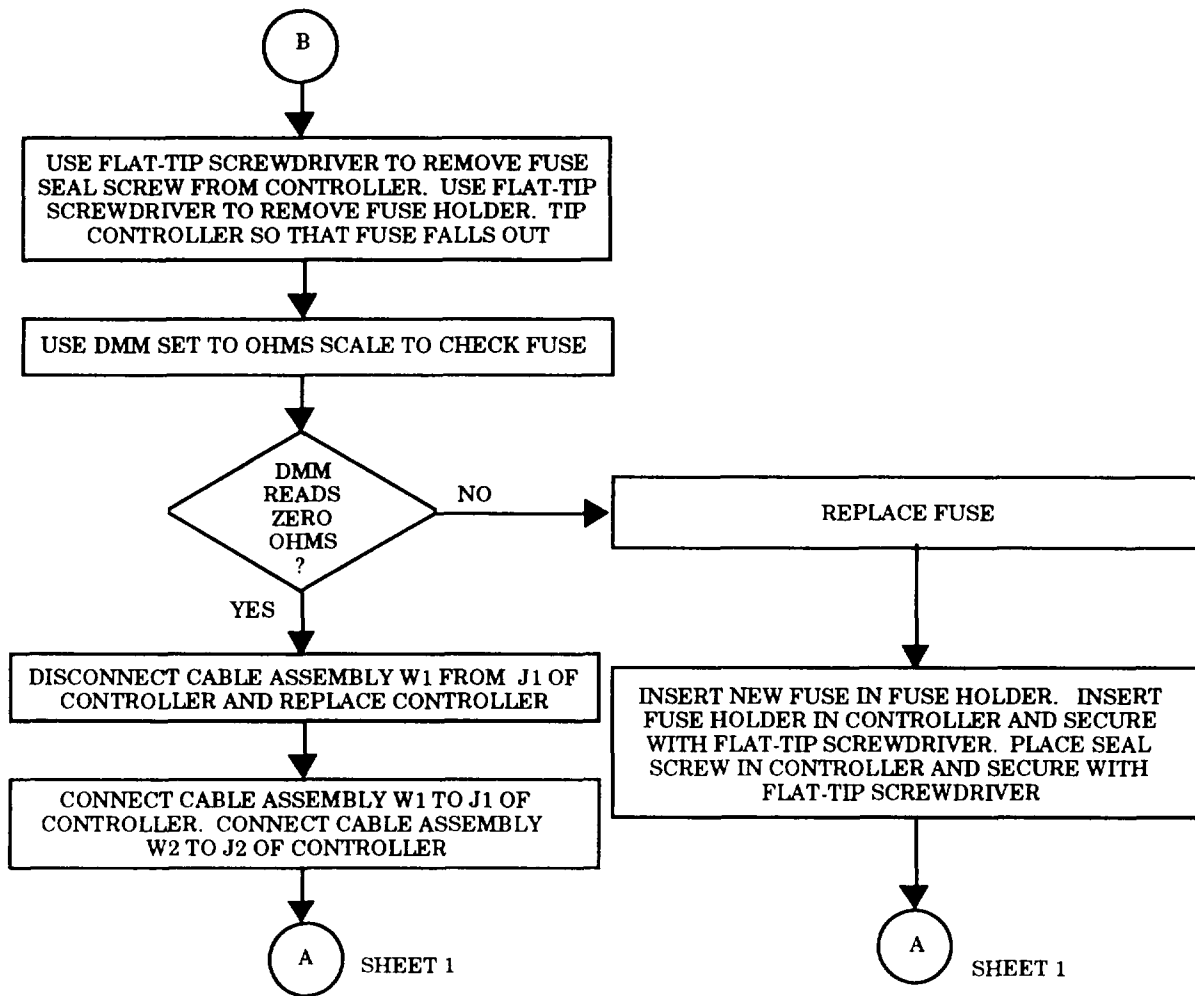 B
USE FLAT-TIP SCREWDRIVER TO REMOVE FUSE
SEAL SCREW FROM CONTROLLER. USE FLAT-TIP
SCREWDRIVER TO REMOVE FUSE HOLDER. TIP
CONTROLLER SO THAT FUSE FALLS OUT
USE DMM SET TO OHMS SCALE TO CHECK FUSE
DMM
READS
ZERO
OHMS
?
NO
REPLACE FUSE
YES
DISCONNECT CABLE ASSEMBLY W1 FROM J1 OF
CONTROLLER AND REPLACE CONTROLLER
CONNECT CABLE ASSEMBLY W1 TO J1 OF
CONTROLLER. CONNECT CABLE ASSEMBLY
W2 TO J2 OF CONTROLLER
A
SHEET 1
INSERT NEW FUSE IN FUSE HOLDER. INSERT
FUSE HOLDER IN CONTROLLER AND SECURE
WITH FLAT-TIP SCREWDRIVER. PLACE SEAL
SCREW IN CONTROLLER AND SECURE WITH
FLAT-TIP SCREWDRIVER
A
SHEET 1